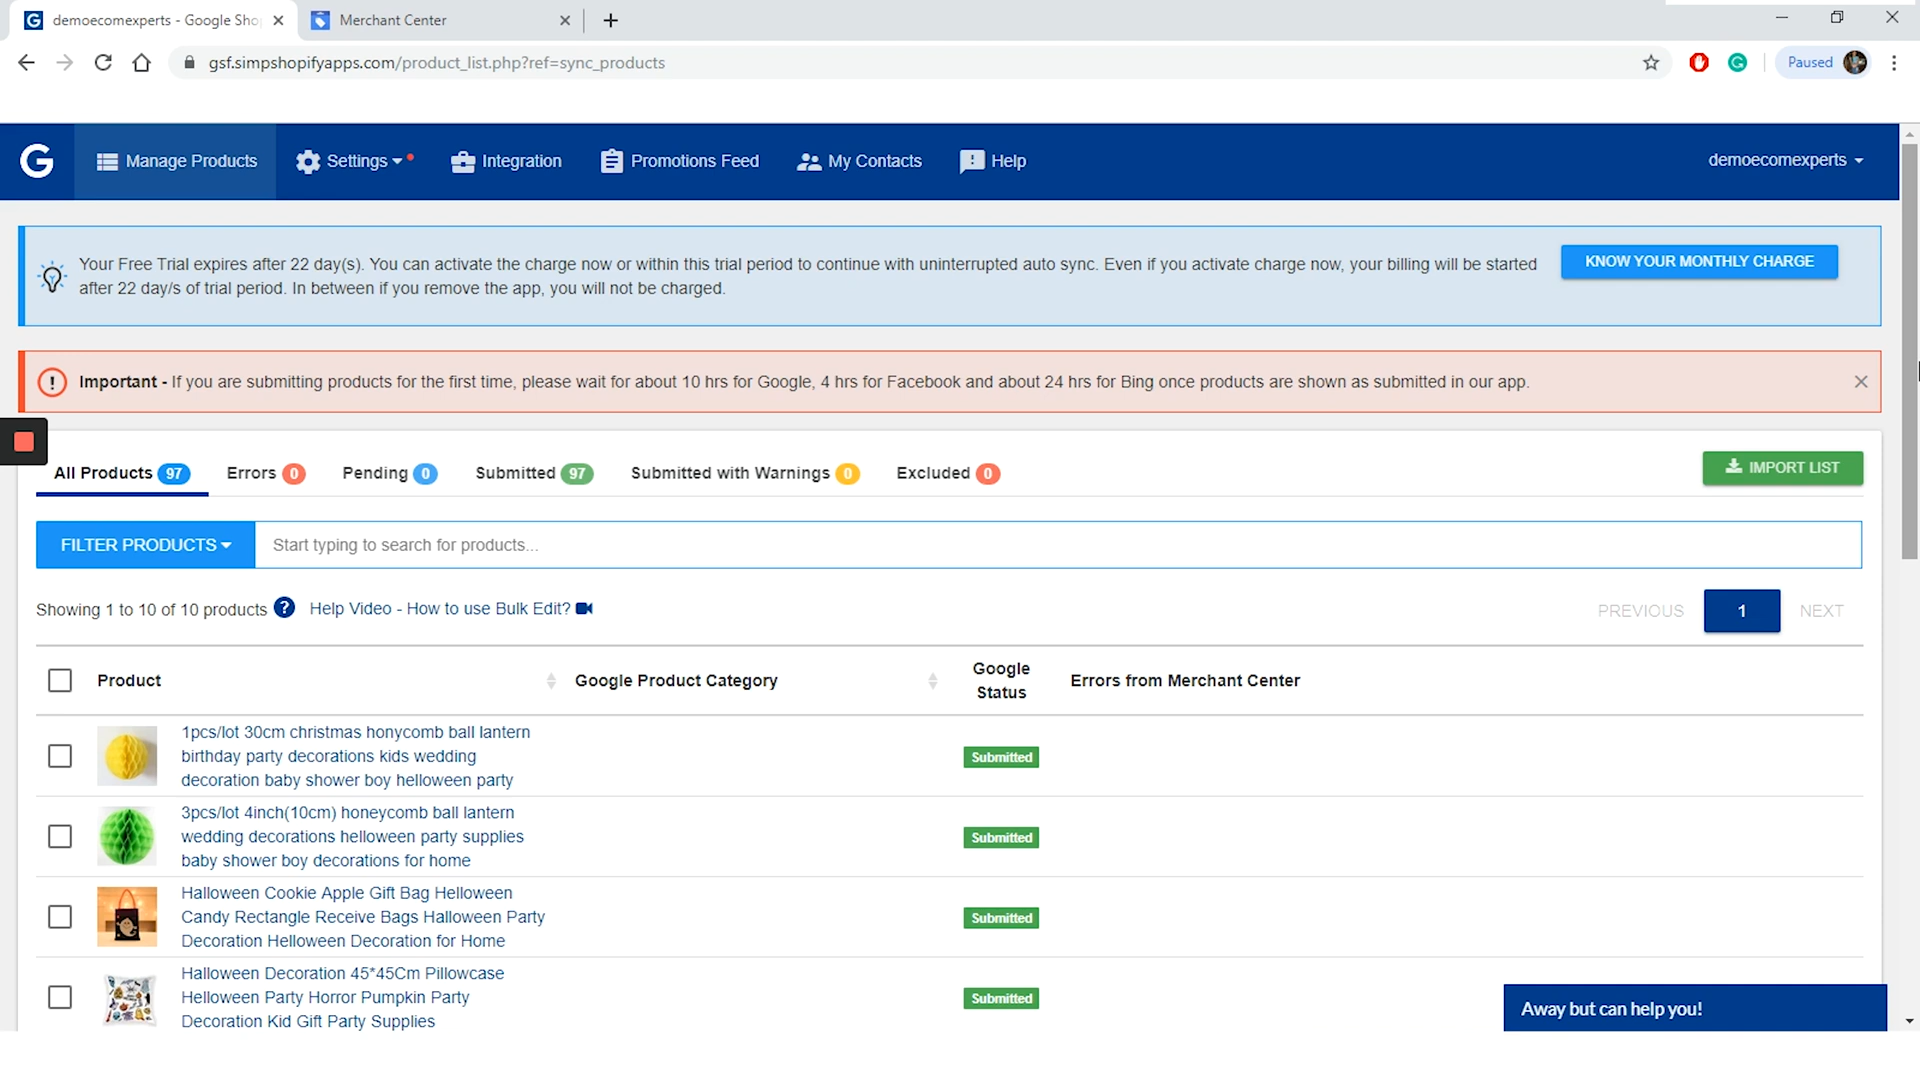 demoecomexperts - Google Sho
Merchant Center
gsf.simpshopifyapps.com/product_list.php?ref=sync_products
Paused
G
Manage Products
Settings
Integration
Promotions Feed
My Contacts
Help
demoecomexperts
Your Free Trial expires after 22 day(s). You can activate the charge now or within this trial period to continue with uninterrupted auto sync. Even if you activate charge now, your billing will be started
after 22 day/s of trial period. In between if you remove the app, you will not be charged.
KNOW YOUR MONTHLY CHARGE
Important - If you are submitting products for the first time, please wait for about 10 hrs for Google, 4 hrs for Facebook and about 24 hrs for Bing once products are shown as submitted in our app.
All Products 97
Errors 0
Pending 0
Submitted 97
Submitted with Warnings 0
Excluded 0
IMPORT LIST
FILTER PRODUCTS
Start typing to search for products...
Showing 1 to 10 of 10 products ?
Help Video - How to use Bulk Edit?
PREVIOUS
1
NEXT
Product
Google Product Category
Google
Status
Errors from Merchant Center
1pcs/lot 30cm christmas honycomb ball lantern
birthday party decorations kids wedding
decoration baby shower boy helloween party
Submitted
3pcs/lot 4inch(10cm) honeycomb ball lantern
wedding decorations helloween party supplies
baby shower boy decorations for home
Submitted
Halloween Cookie Apple Gift Bag Helloween
Candy Rectangle Receive Bags Halloween Party
Decoration Helloween Decoration for Home
Submitted
Halloween Decoration 45*45Cm Pillowcase
Helloween Party Horror Pumpkin Party
Decoration Kid Gift Party Supplies
Submitted
Away but can help you!